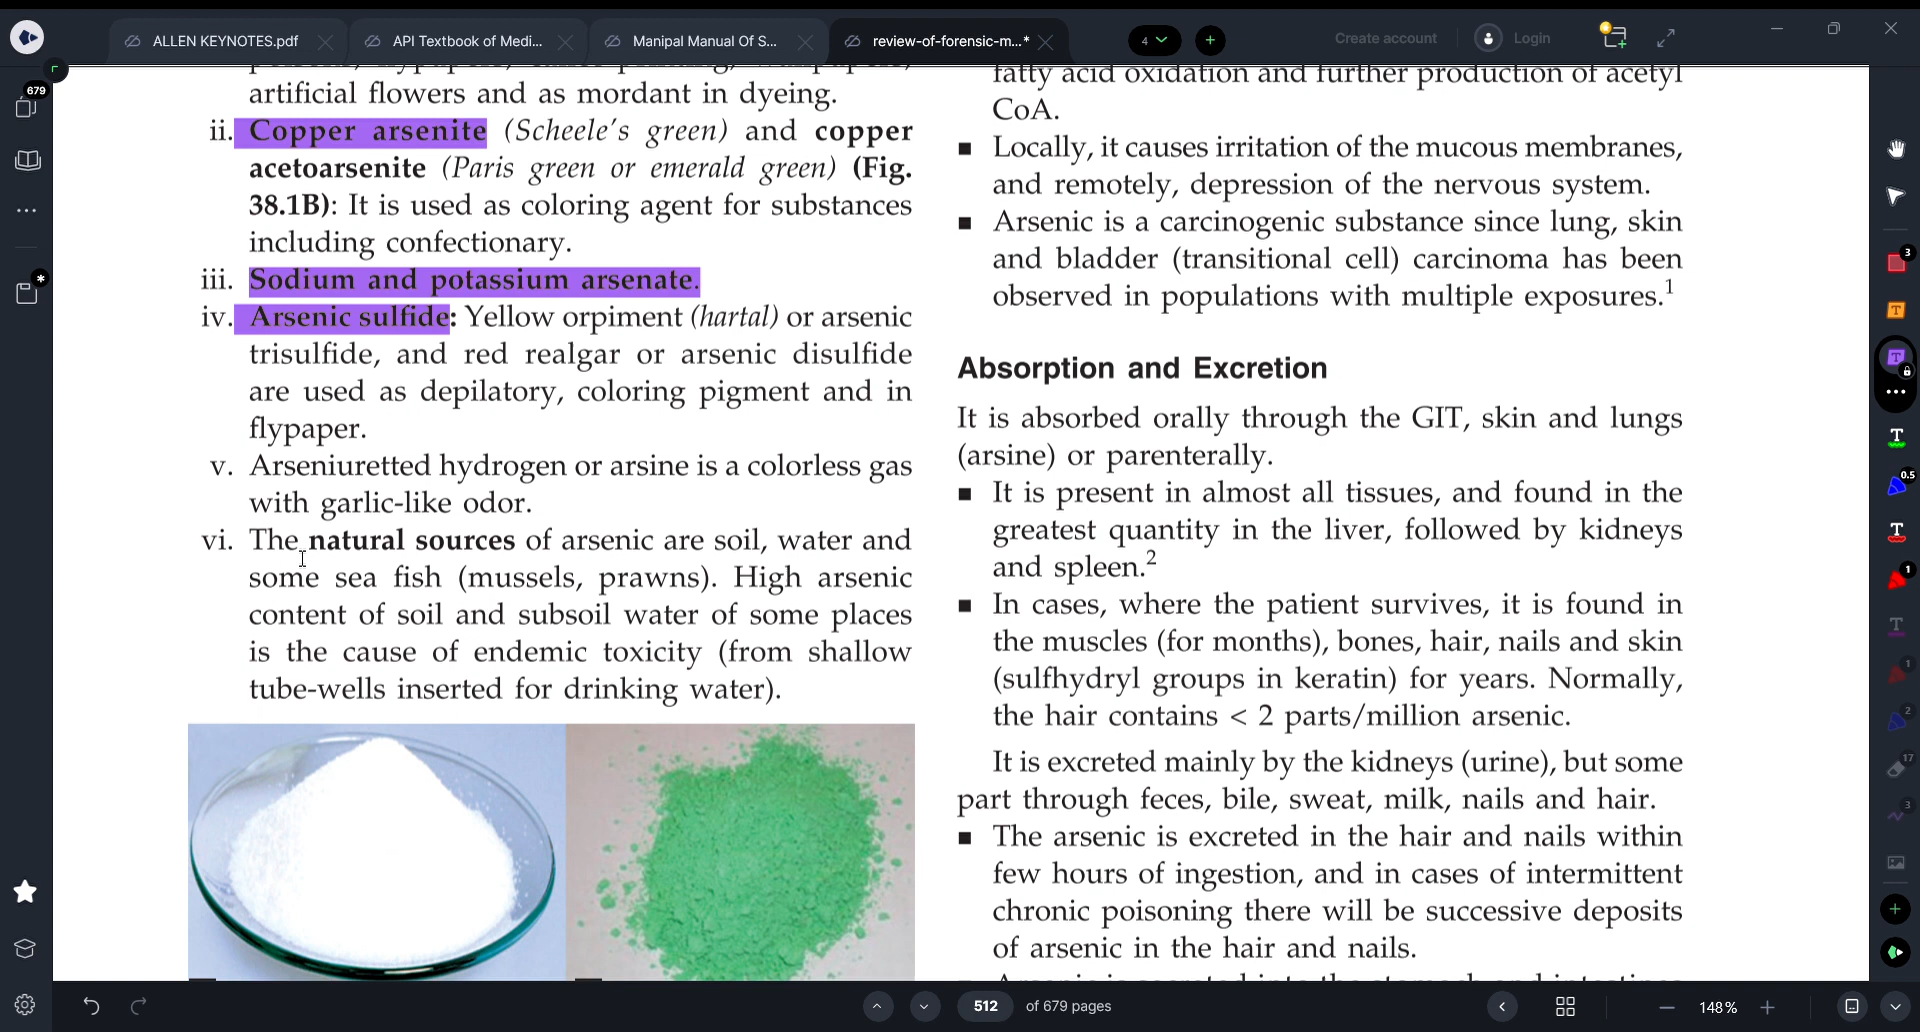 ALLEN KEYNOTES.pdf
API Textbook of Medi...
Manipal Manual Of S...
review-of-forensic-m...*
4
Create account
Login
679
artificial flowers and as mordant in dyeing.
ii. Copper arsenite (Scheele's green) and copper
acetoarsenite (Paris green or emerald green) (Fig.
38.1B): It is used as coloring agent for substances
including confectionary.
iii. Sodium and potassium arsenate.
iv. Arsenic sulfide: Yellow orpiment (hartal) or arsenic
trisulfide, and red realgar or arsenic disulfide
are used as depilatory, coloring pigment and in
flypaper.
v. Arseniuretted hydrogen or arsine is a colorless gas
with garlic-like odor.
vi. The natural sources of arsenic are soil, water and
some sea fish (mussels, prawns). High arsenic
content of soil and subsoil water of some places
is the cause of endemic toxicity (from shallow
tube-wells inserted for drinking water).
fatty acid oxidation and further production of acetyl
CoA.
■ Locally, it causes irritation of the mucous membranes,
and remotely, depression of the nervous system.
■ Arsenic is a carcinogenic substance since lung, skin
and bladder (transitional cell) carcinoma has been
observed in populations with multiple exposures.1
Absorption and Excretion
It is absorbed orally through the GIT, skin and lungs
(arsine) or parenterally.
■ It is present in almost all tissues, and found in the
greatest quantity in the liver, followed by kidneys
and spleen.2
■ In cases, where the patient survives, it is found in
the muscles (for months), bones, hair, nails and skin
(sulfhydryl groups in keratin) for years. Normally,
the hair contains < 2 parts/million arsenic.
It is excreted mainly by the kidneys (urine), but some
part through feces, bile, sweat, milk, nails and hair.
■ The arsenic is excreted in the hair and nails within
few hours of ingestion, and in cases of intermittent
chronic poisoning there will be successive deposits
of arsenic in the hair and nails.
3
T
T
T
0.5
T
1
T
1
2
17
3
512 of 679 pages
148%